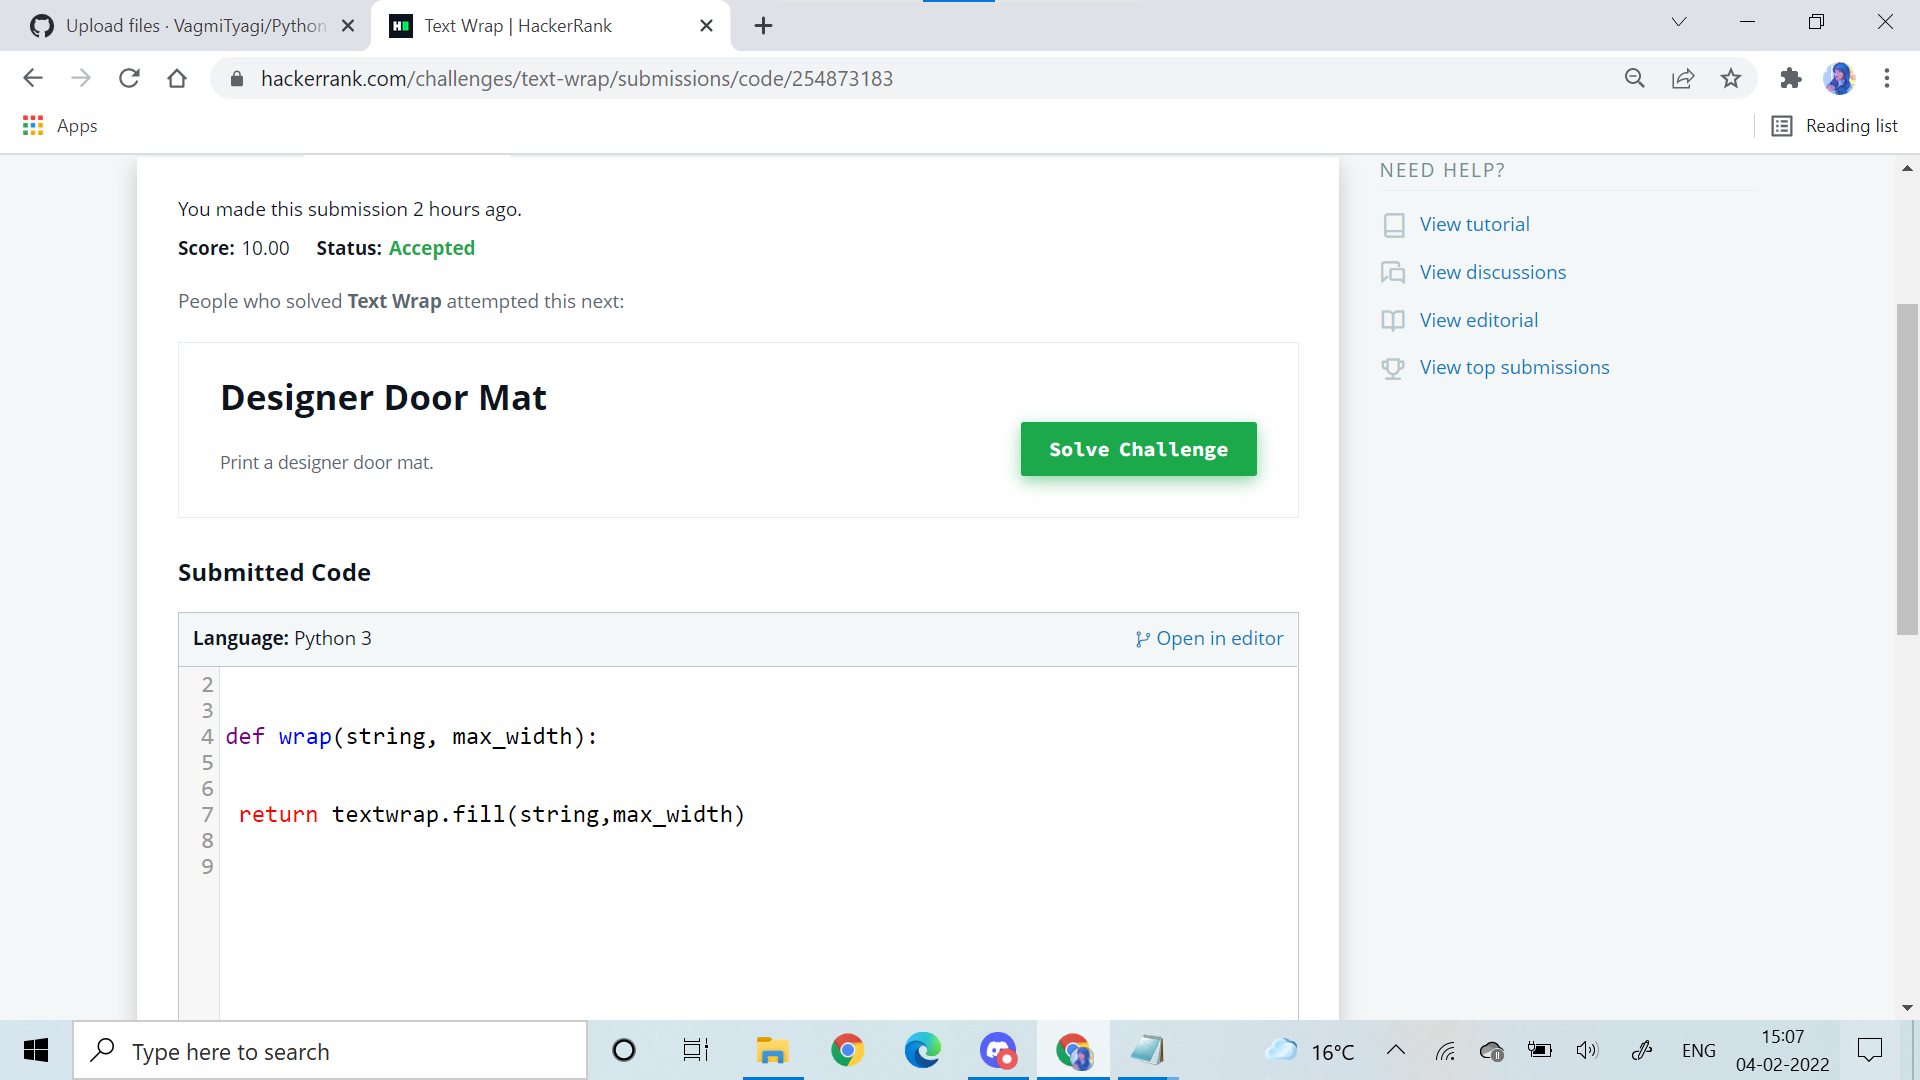 Upload files · VagmiTyagi/Python
Text Wrap | HackerRank
hackerrank.com/challenges/text-wrap/submissions/code/254873183
Apps
Reading list
You made this submission 2 hours ago.
Score: 10.00 Status: Accepted
People who solved Text Wrap attempted this next:
Designer Door Mat
Print a designer door mat.
Solve Challenge
NEED HELP?
View tutorial
View discussions
View editorial
View top submissions
Submitted Code
Language: Python 3
Open in editor
2
3
4 def wrap(string, max_width):
5
6
7 return textwrap.fill(string,max_width)
8
9
Type here to search
16°C
ENG
15:07
04-02-2022